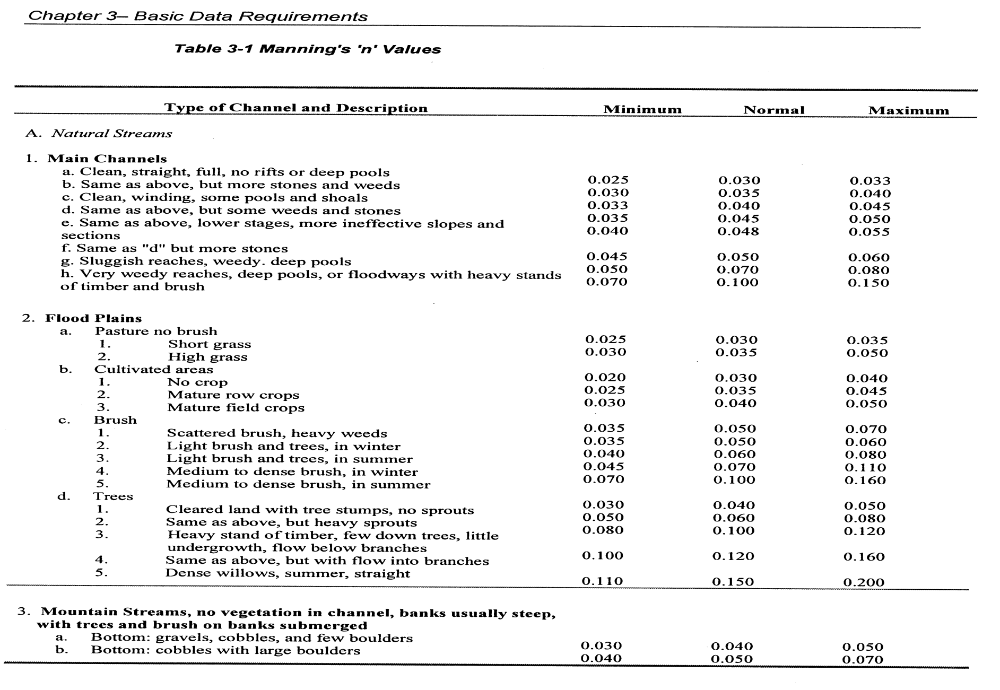 Chapter 3– Basic Data Requirements
Table 3-1 Manning's 'n' Values
Type of Channel and Description Minimum Normal Maximum
A. Natural Streams
1. Main Channels
a. Clean, straight, full, no rifts or deep pools 0.025 0.030 0.033
b. Same as above, but more stones and weeds 0.030 0.035 0.040
c. Clean, winding, some pools and shoals 0.033 0.040 0.045
d. Same as above, but some weeds and stones 0.035 0.045 0.050
e. Same as above, lower stages, more ineffective slopes and 0.040 0.048 0.055
sections
f. Same as "d" but more stones 0.045 0.050 0.060
g. Sluggish reaches, weedy. deep pools 0.050 0.070 0.080
h. Very weedy reaches, deep pools, or floodways with heavy stands 0.070 0.100 0.150
of timber and brush
2. Flood Plains
a. Pasture no brush
1. Short grass 0.025 0.030 0.035
2. High grass 0.030 0.035 0.050
b. Cultivated areas
1. No crop 0.020 0.030 0.040
2. Mature row crops 0.025 0.035 0.045
3. Mature field crops 0.030 0.040 0.050
c. Brush
1. Scattered brush, heavy weeds 0.035 0.050 0.070
2. Light brush and trees, in winter 0.035 0.050 0.060
3. Light brush and trees, in summer 0.040 0.060 0.080
4. Medium to dense brush, in winter 0.045 0.070 0.110
5. Medium to dense brush, in summer 0.070 0.100 0.160
d. Trees
1. Cleared land with tree stumps, no sprouts 0.030 0.040 0.050
2. Same as above, but heavy sprouts 0.050 0.060 0.080
3. Heavy stand of timber, few down trees, little 0.080 0.100 0.120
undergrowth, flow below branches
4. Same as above, but with flow into branches 0.100 0.120 0.160
5. Dense willows, summer, straight 0.110 0.150 0.200
3. Mountain Streams, no vegetation in channel, banks usually steep,
with trees and brush on banks submerged
a. Bottom: gravels, cobbles, and few boulders 0.030 0.040 0.050
b. Bottom: cobbles with large boulders 0.040 0.050 0.070